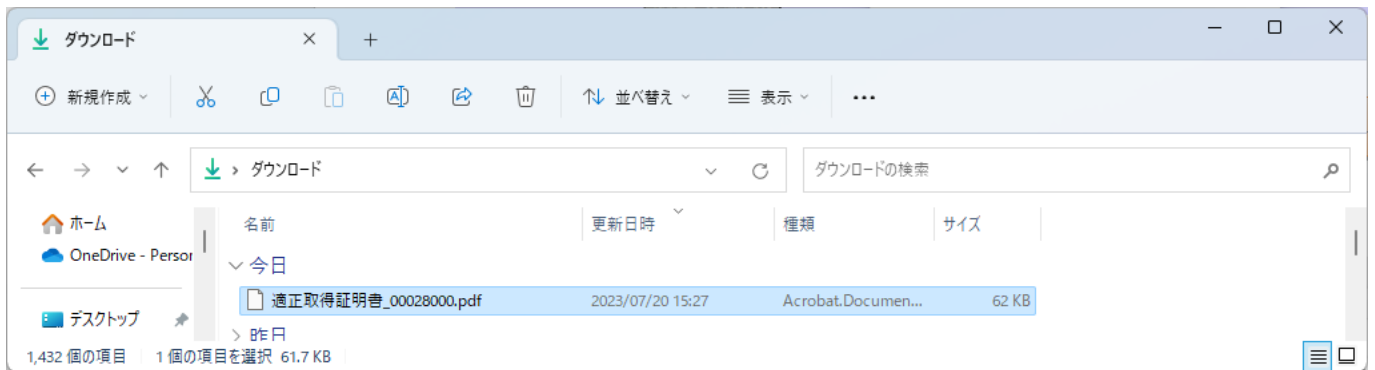 ダウンロード
新規作成 並べ替え 表示
ダウンロード ダウンロードの検索
ホーム 名前 更新日時 種類 サイズ
OneDrive - Person
今日
適正取得証明書_00028000.pdf 2023/07/20 15:27 Acrobat.Documen... 62 KB
デスクトップ
昨日
1,432 個の項目 1 個の項目を選択 61.7 KB